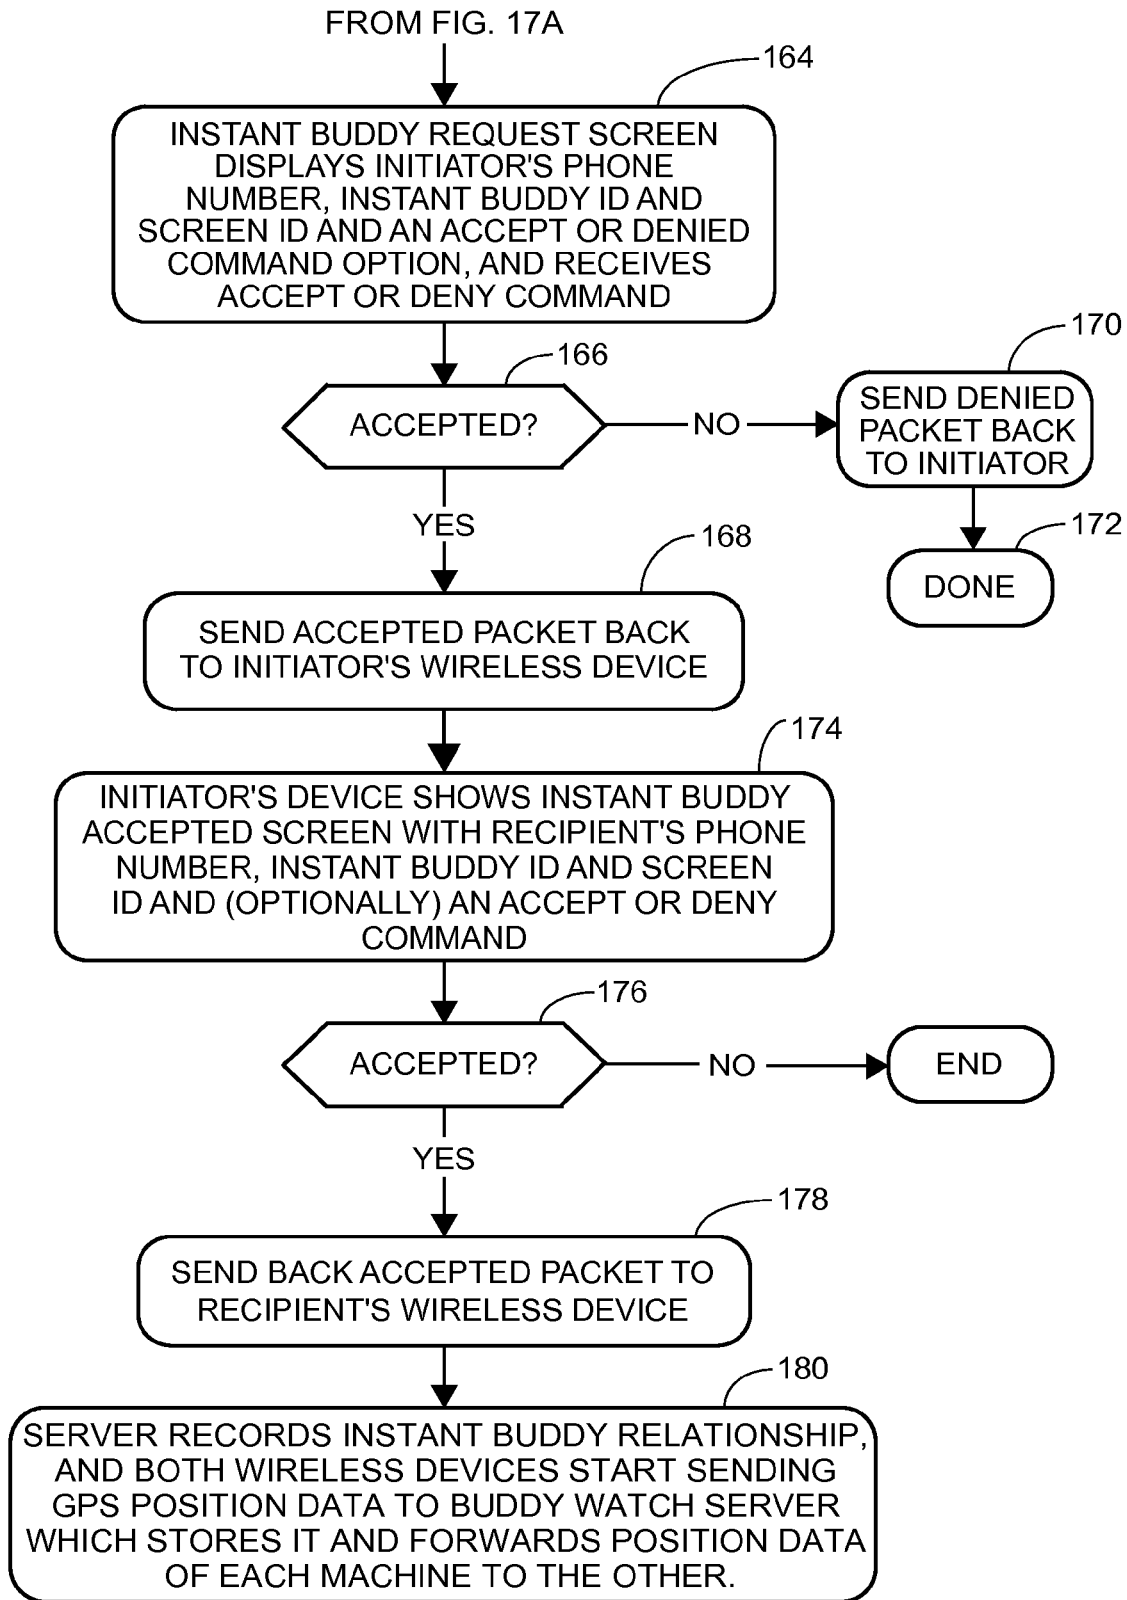 FROM FIG. 17A
164
INSTANT BUDDY REQUEST SCREEN
DISPLAYS INITIATOR'S PHONE
NUMBER, INSTANT BUDDY ID AND
SCREEN ID AND AN ACCEPT OR DENIED
COMMAND OPTION, AND RECEIVES
ACCEPT OR DENY COMMAND
166
ACCEPTED?
NO
170
SEND DENIED
PACKET BACK
TO INITIATOR
172
DONE
YES
168
SEND ACCEPTED PACKET BACK
TO INITIATOR'S WIRELESS DEVICE
174
INITIATOR'S DEVICE SHOWS INSTANT BUDDY
ACCEPTED SCREEN WITH RECIPIENT'S PHONE
NUMBER, INSTANT BUDDY ID AND SCREEN
ID AND (OPTIONALLY) AN ACCEPT OR DENY
COMMAND
176
ACCEPTED?
NO
END
YES
178
SEND BACK ACCEPTED PACKET TO
RECIPIENT'S WIRELESS DEVICE
180
SERVER RECORDS INSTANT BUDDY RELATIONSHIP,
AND BOTH WIRELESS DEVICES START SENDING
GPS POSITION DATA TO BUDDY WATCH SERVER
WHICH STORES IT AND FORWARDS POSITION DATA
OF EACH MACHINE TO THE OTHER.